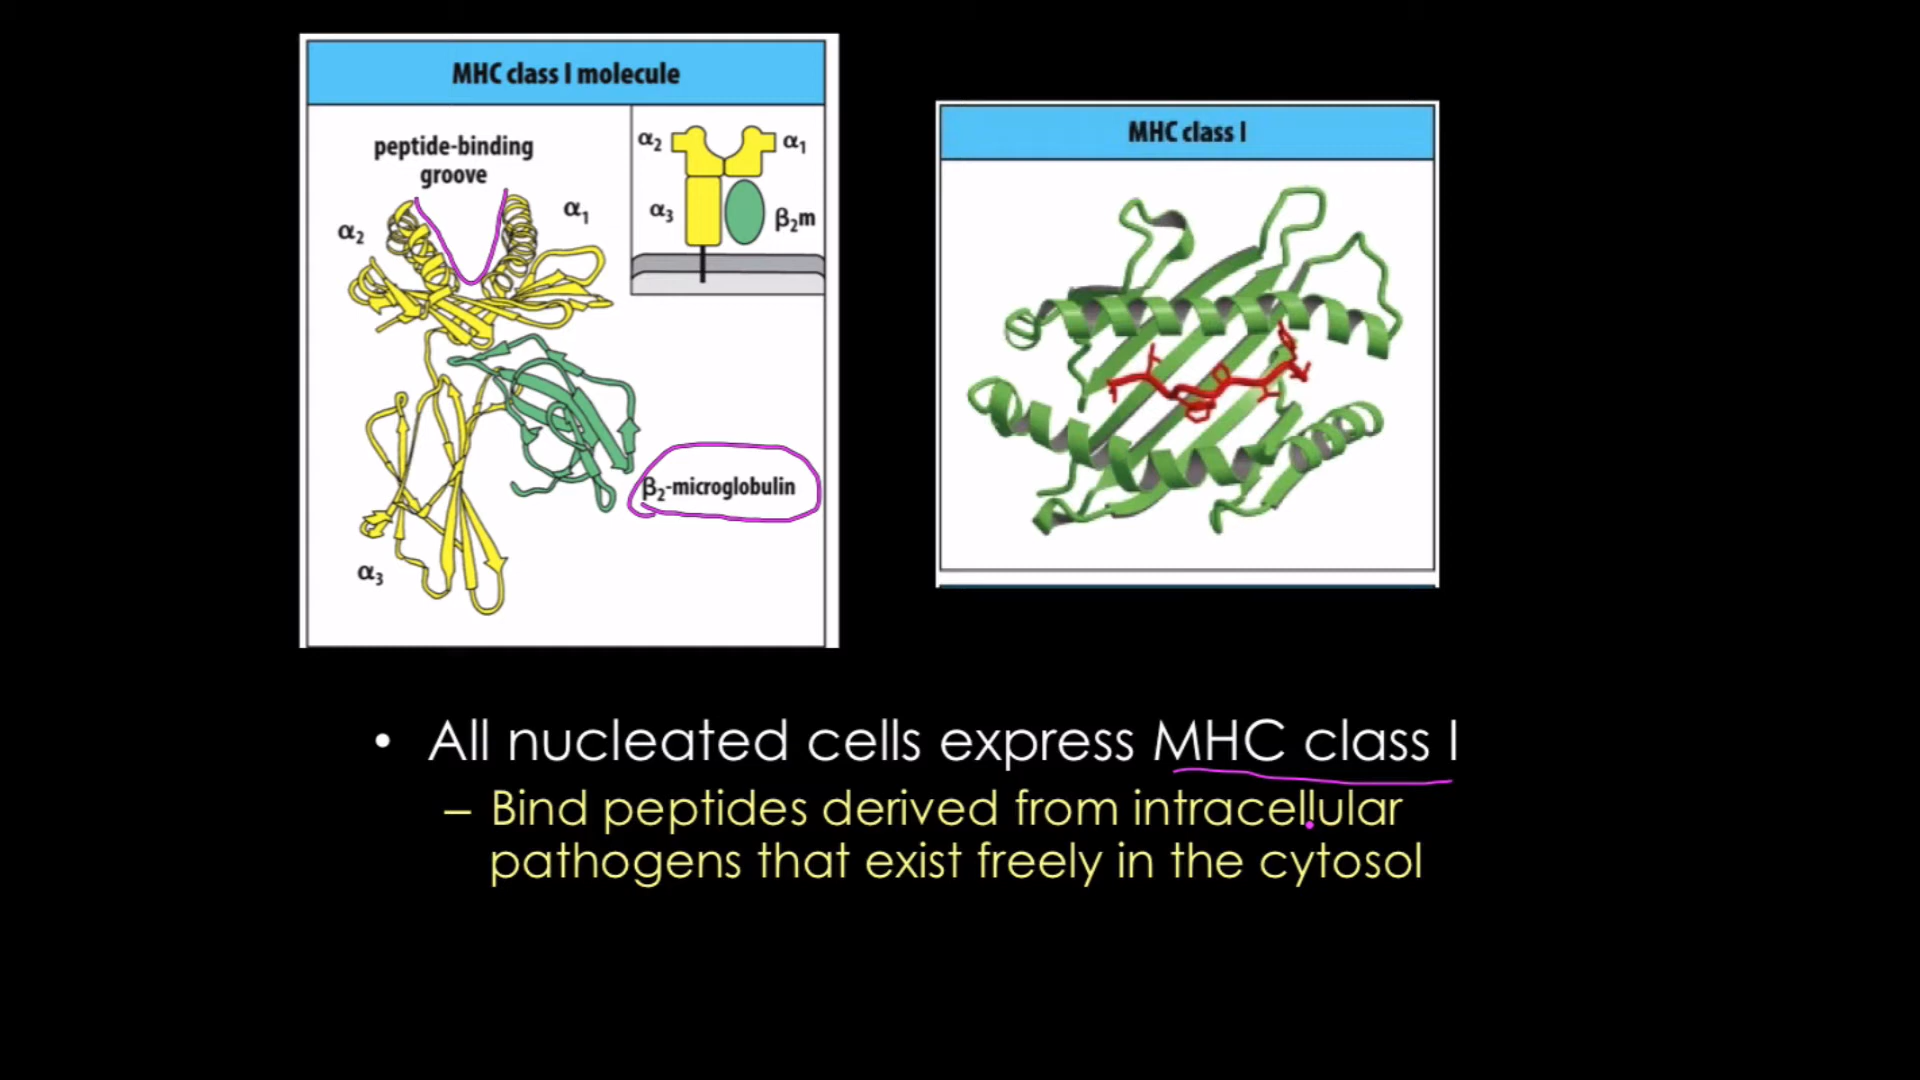 MHC class I molecule
peptide-binding
groove
α₂
α₁
α₂
α₁
α₃
β₂m
β₂-microglobulin
α₃
MHC class I
• All nucleated cells express MHC class I
– Bind peptides derived from intracellular
pathogens that exist freely in the cytosol